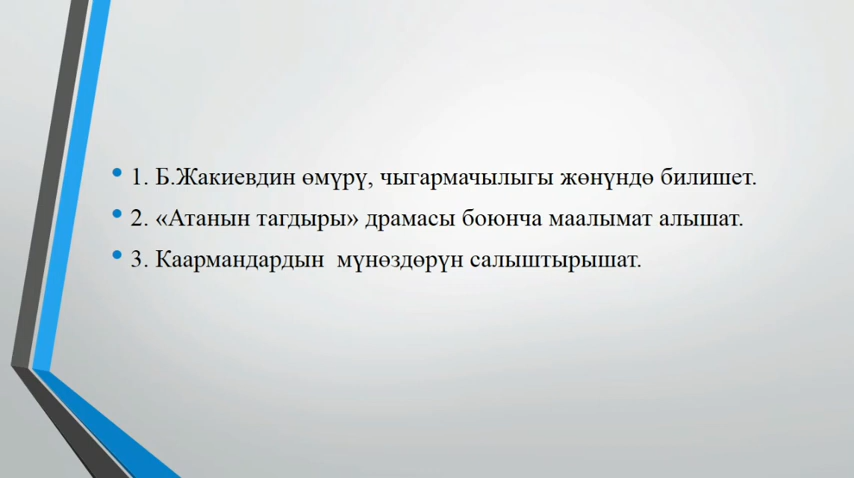 1. Б.Жакиевдин өмүрү, чыгармачылыгы жөнүндө билишет.
2. «Атанын тагдыры» драмасы боюнча маалымат алышат.
3. Каармандардын мүнөздөрүн салыштырышат.